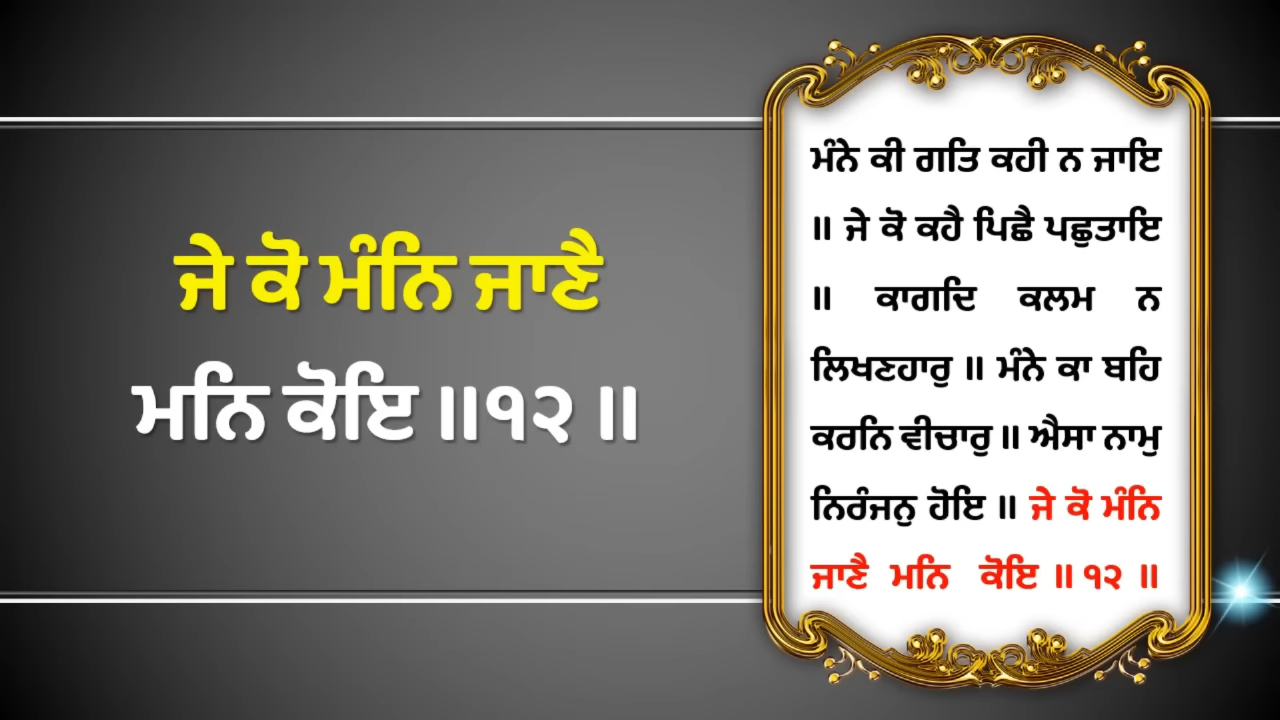 ਜੇ ਕੋ ਮੰਨਿ ਜਾਣੈ
ਮਨਿ ਕੋਇ ॥੧੨ ॥
ਮੰਨੇ ਕੀ ਗਤਿ ਕਹੀ ਨ ਜਾਇ
॥ ਜੇ ਕੋ ਕਹੈ ਪਿਛੈ ਪਛੁਤਾਇ
॥ ਕਾਗਦਿ ਕਲਮ ਨ
ਲਿਖਣਹਾਰੁ ॥ ਮੰਨੇ ਕਾ ਬਹਿ
ਕਰਨਿ ਵੀਚਾਰੁ ॥ ਐਸਾ ਨਾਮੁ
ਨਿਰੰਜਨੁ ਹੋਇ ॥ ਜੇ ਕੋ ਮੰਨਿ
ਜਾਣੈ ਮਨਿ ਕੋਇ ॥ ੧੨ ॥